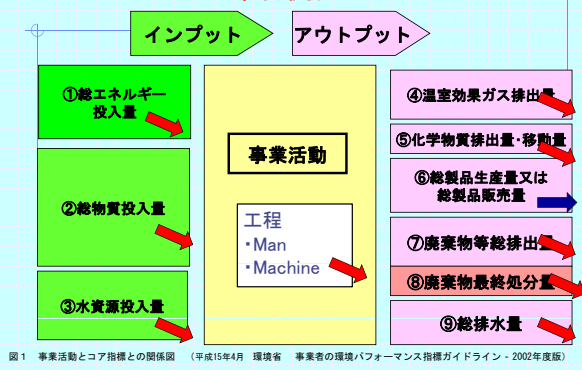 インプット
アウトプット
①総エネルギー
投入量
②総物質投入量
③水資源投入量
事業活動
工程
・Man
・Machine
④温室効果ガス排出量
⑤化学物質排出量・移動量
⑥総製品生産量又は
総製品販売量
⑦廃棄物等総排出量
⑧廃棄物最終処分量
⑨総排水量
図1 事業活動とコア指標との関係図 （平成15年4月 環境省 事業者の環境パフォーマンス指標ガイドライン - 2002年度版）